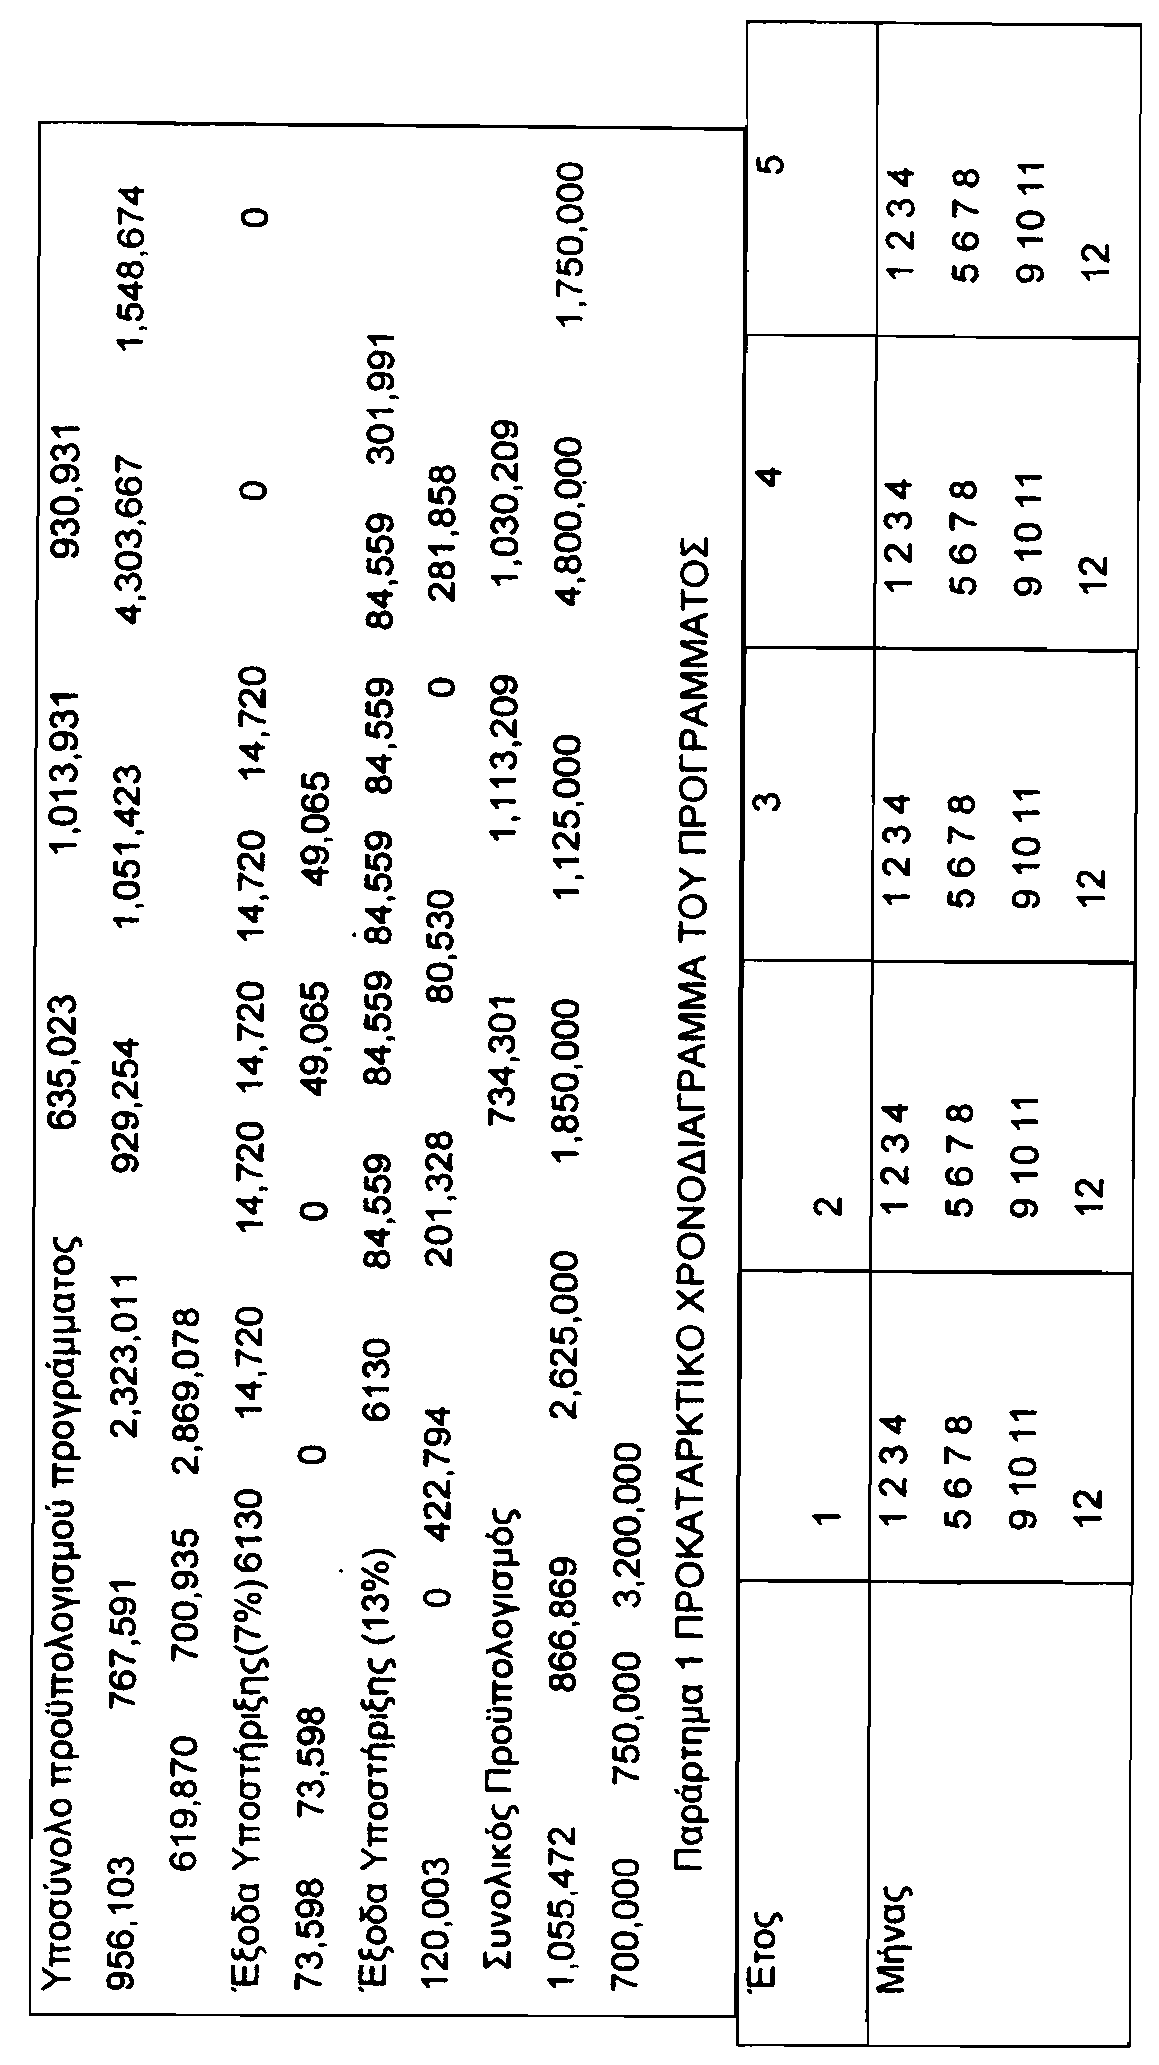 Υποσύνολο προϋπολογισμού προγράμματος 635,023 1,013,931 930,931
956,103 767,591 2,323,011 929,254 1,051,423 4,303,667 1,548,674
619,870 700,935 2,869,078
Έξοδα Υποστήριξης(7%) 6130 14,720 14,720 14,720 14,720 14,720 0 0
73,598 73,598 0 0 49,065 49,065
Έξοδα Υποστήριξης (13%) 6130 84,559 84,559 84,559 84,559 84,559 301,991
120,003 0 422,794 201,328 80,530 0 281,858
Συνολικός Προϋπολογισμός 734,301 1,113,209 1,030,209
1,055,472 866,869 2,625,000 1,850,000 1,125,000 4,800,000 1,750,000
700,000 750,000 3,200,000
Παράρτημα 1 ΠΡΟΚΑΤΑΡΚΤΙΚΟ ΧΡΟΝΟΔΙΑΓΡΑΜΜΑ ΤΟΥ ΠΡΟΓΡΑΜΜΑΤΟΣ
Έτος 1 2 3 4 5
Μήνας 1 2 3 4 1 2 3 4 1 2 3 4 1 2 3 4 1 2 3 4
5 6 7 8 5 6 7 8 5 6 7 8 5 6 7 8 5 6 7 8
9 10 11 9 10 11 9 10 11 9 10 11 9 10 11
12 12 12 12 12